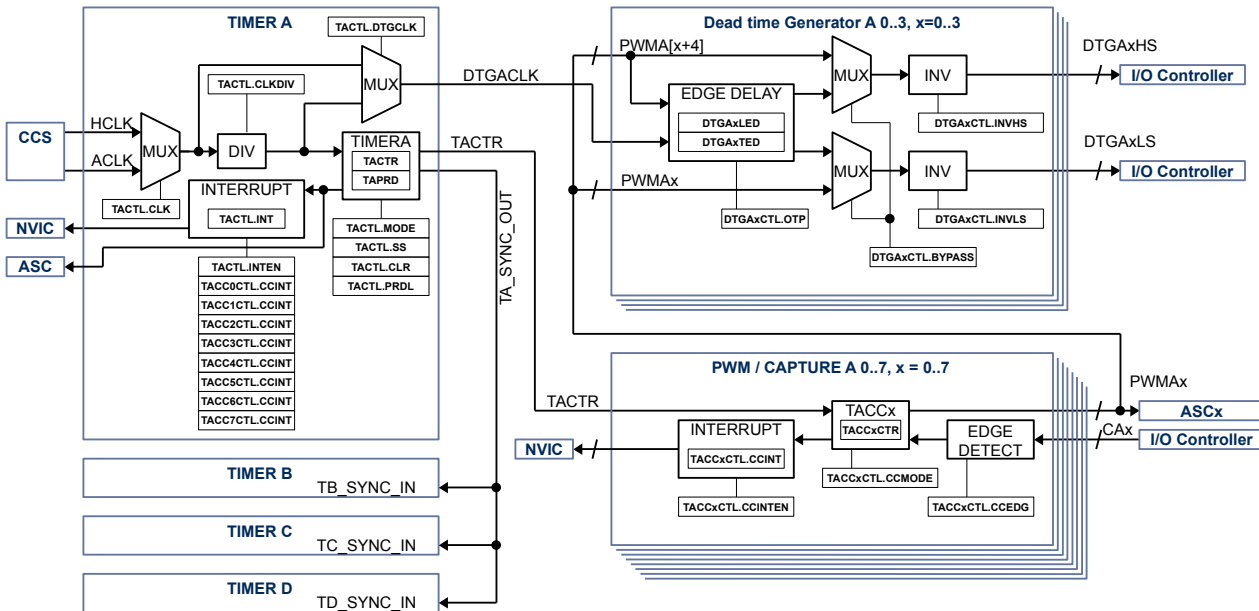 TIMER A
TACTL.DTGCLK
MUX
DTGACLK
TACTL.CLKDIV
CCS
HCLK
ACLK
MUX
DIV
TACTL.CLK
TIMERA
TACTR
TAPRD
TACTR
INTERRUPT
TACTL.INT
NVIC
ASC
TACTL.MODE
TACTL.SS
TACTL.CLR
TACTL.PRDL
TACTL.INTEN
TACC0CTL.CCINT
TACC1CTL.CCINT
TACC2CTL.CCINT
TACC3CTL.CCINT
TACC4CTL.CCINT
TACC5CTL.CCINT
TACC6CTL.CCINT
TACC7CTL.CCINT
TA_SYNC_OUT
TIMER B
TB_SYNC_IN
TIMER C
TC_SYNC_IN
TIMER D
TD_SYNC_IN
Dead time Generator A 0..3, x=0..3
PWMA[x+4]
MUX
INV
DTGAxHS
I/O Controller
EDGE DELAY
DTGAxLED
DTGAxTED
DTGAxCTL.INVHS
PWMAx
MUX
INV
DTGAxLS
I/O Controller
DTGAxCTL.OTP
DTGAxCTL.INVLS
DTGAxCTL.BYPASS
PWM / CAPTURE A 0..7, x = 0..7
TACTR
TACCx
TACCxCTR
PWMAx
ASCx
NVIC
INTERRUPT
TACCxCTL.CCINT
EDGE
DETECT
CAx
I/O Controller
TACCxCTL.CCMODE
TACCxCTL.CCINTEN
TACCxCTL.CCEDG